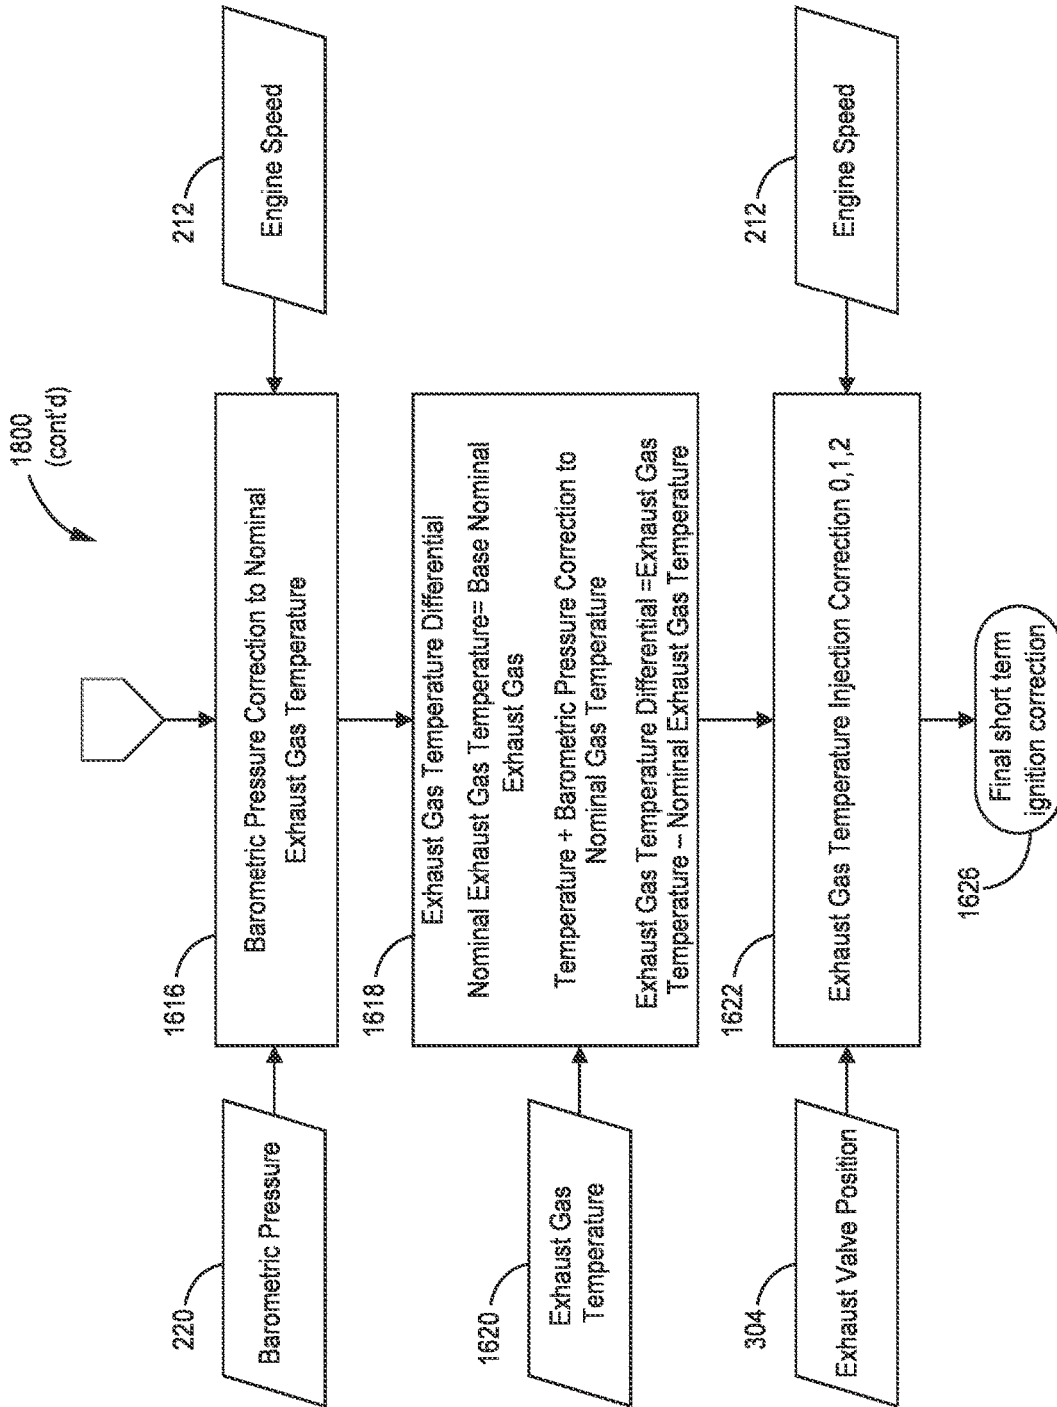 1800
(cont'd)
220
Barometric Pressure
1616
Barometric Pressure Correction to Nominal
Exhaust Gas Temperature
212
Engine Speed
1618
Exhaust Gas Temperature Differential
Nominal Exhaust Gas Temperature= Base Nominal
Exhaust Gas
Temperature + Barometric Pressure Correction to
Nominal Gas Temperature
Exhaust Gas Temperature Differential =Exhaust Gas
Temperature – Nominal Exhaust Gas Temperature
1620
Exhaust Gas
Temperature
304
Exhaust Valve Position
1622
Exhaust Gas Temperature Injection Correction 0,1,2
212
Engine Speed
Final short term
ignition correction
1626